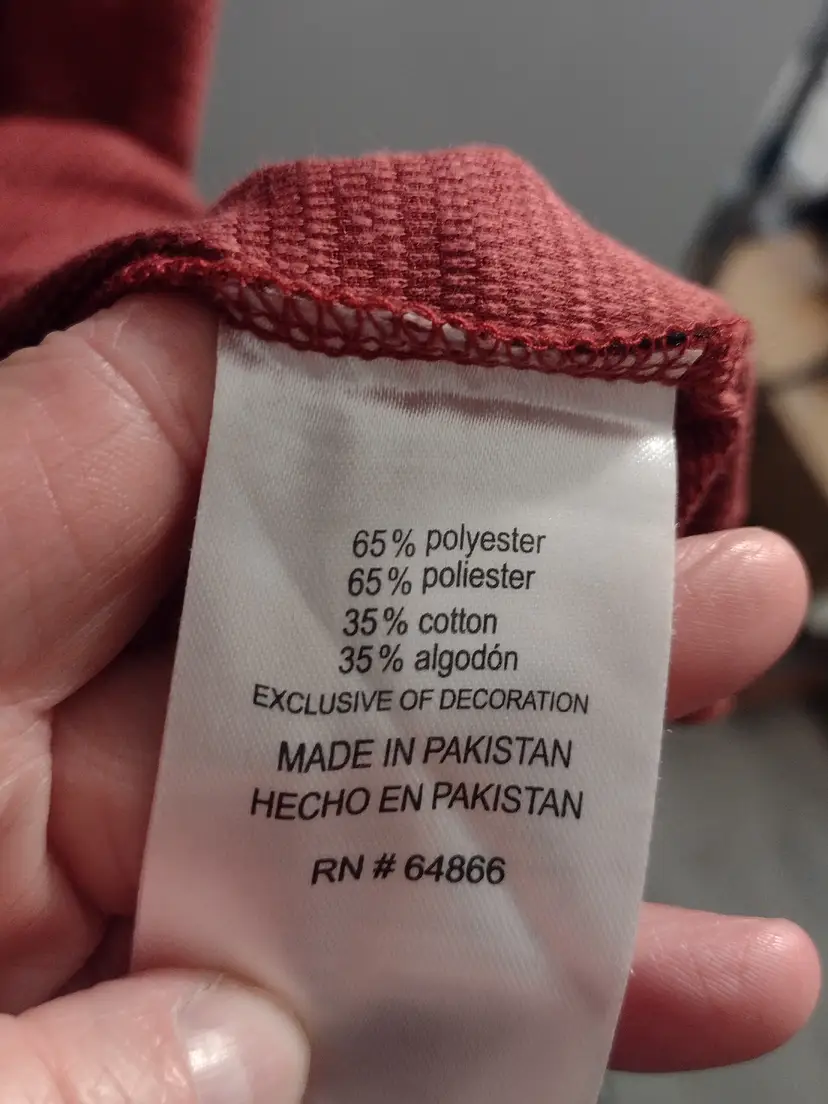 65% polyester
65% poliester
35% cotton
35% algodón
EXCLUSIVE OF DECORATION
MADE IN PAKISTAN
HECHO EN PAKISTAN
RN # 64866